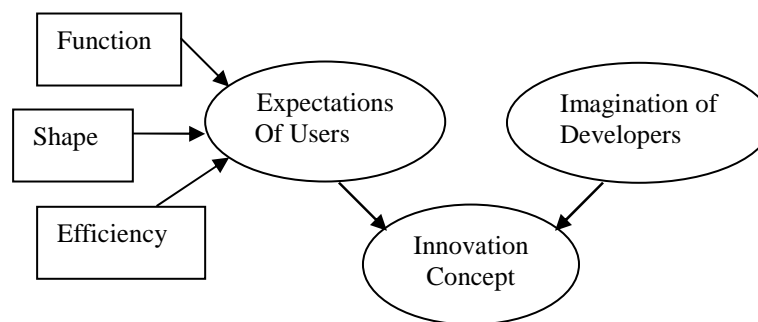 Function
Expectations
Of Users
Imagination of
Developers
Shape
Efficiency
Innovation
Concept